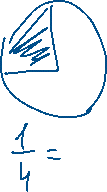 1/4 =